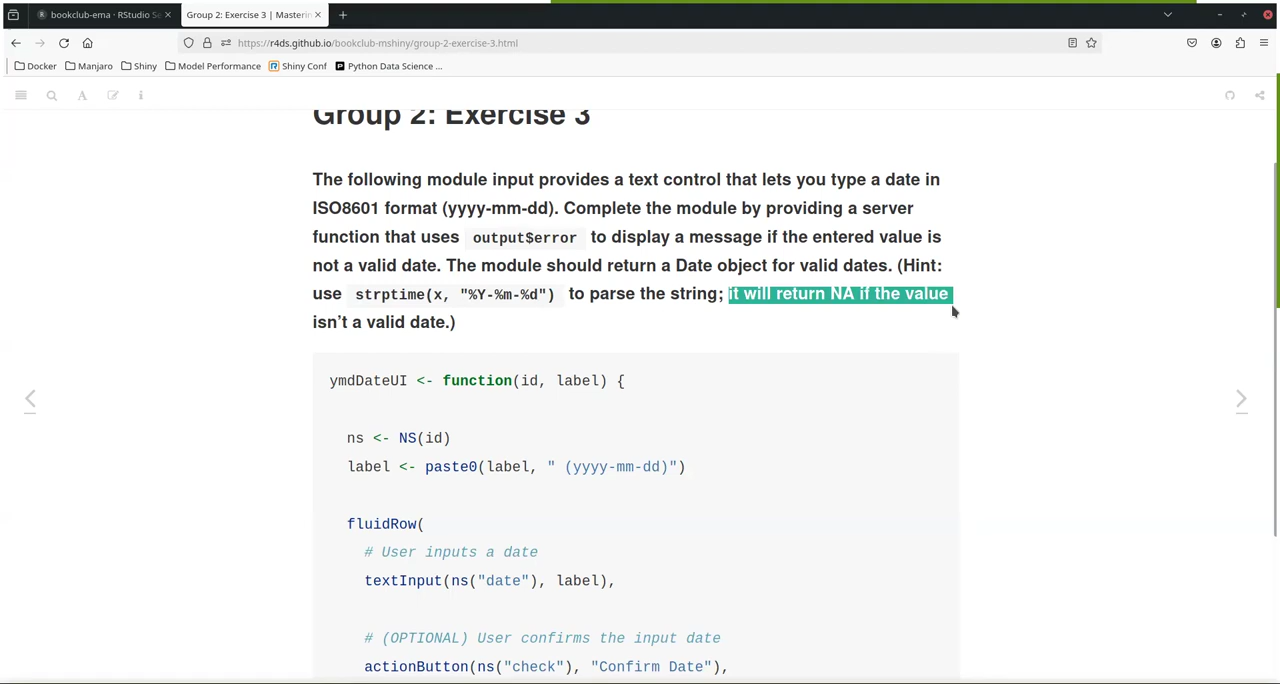 bookclub-ema · RStudio Se
Group 2: Exercise 3 | Masterin
https://r4ds.github.io/bookclub-mshiny/group-2-exercise-3.html
Docker Manjaro Shiny Model Performance Shiny Conf Python Data Science ...
Group 2: Exercise 3
The following module input provides a text control that lets you type a date in
ISO8601 format (yyyy-mm-dd). Complete the module by providing a server
function that uses output$error to display a message if the entered value is
not a valid date. The module should return a Date object for valid dates. (Hint:
use strptime(x, "%Y-%m-%d") to parse the string; it will return NA if the value
isn't a valid date.)
ymdDateUI <- function(id, label) {
ns <- NS(id)
label <- paste0(label, " (yyyy-mm-dd)")
fluidRow(
# User inputs a date
textInput(ns("date"), label),
# (OPTIONAL) User confirms the input date
actionButton(ns("check"), "Confirm Date"),